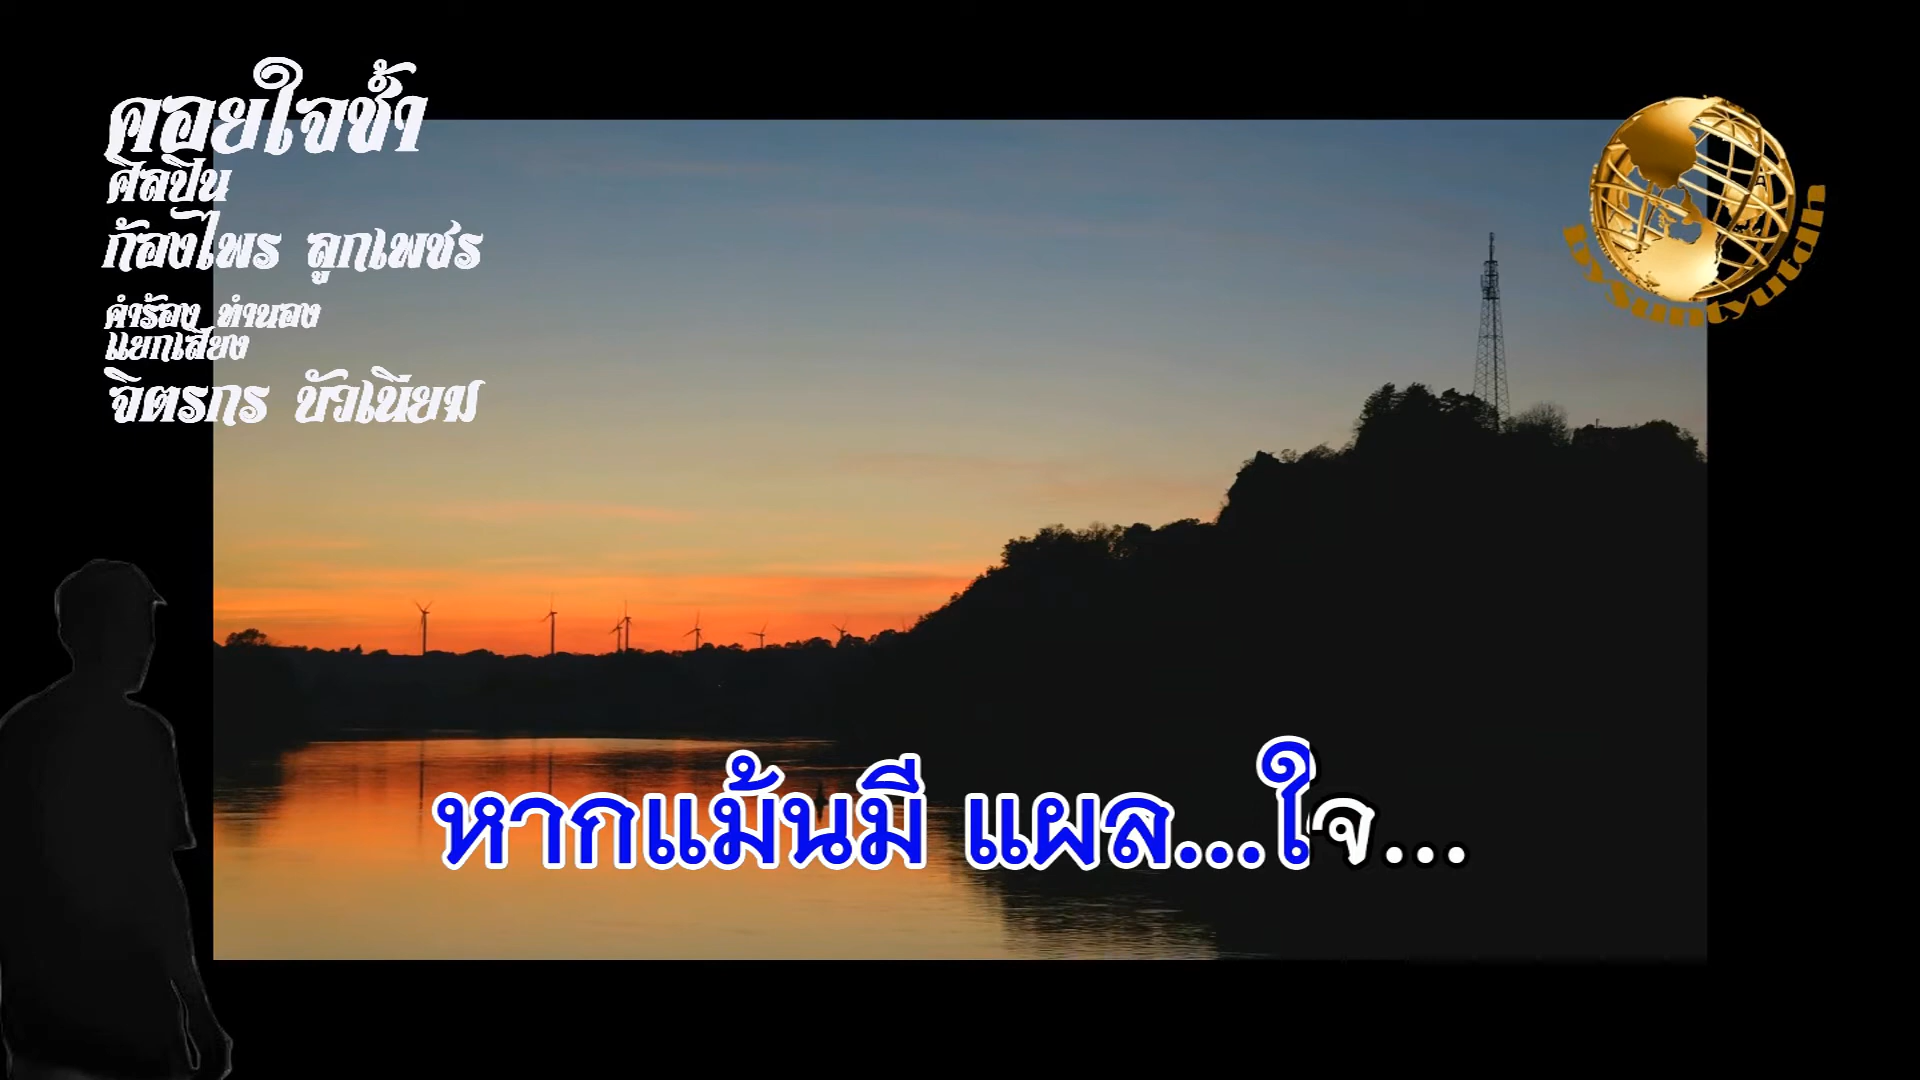 คอยใจช้ำ
ศิลปิน
ก้องไพร ลูกเพชร
คำร้อง ทำนอง
แยกเสียง
จิตรกร บัวเนียม
bySuntyutdh
หากแม้นมี แผล...ใจ...